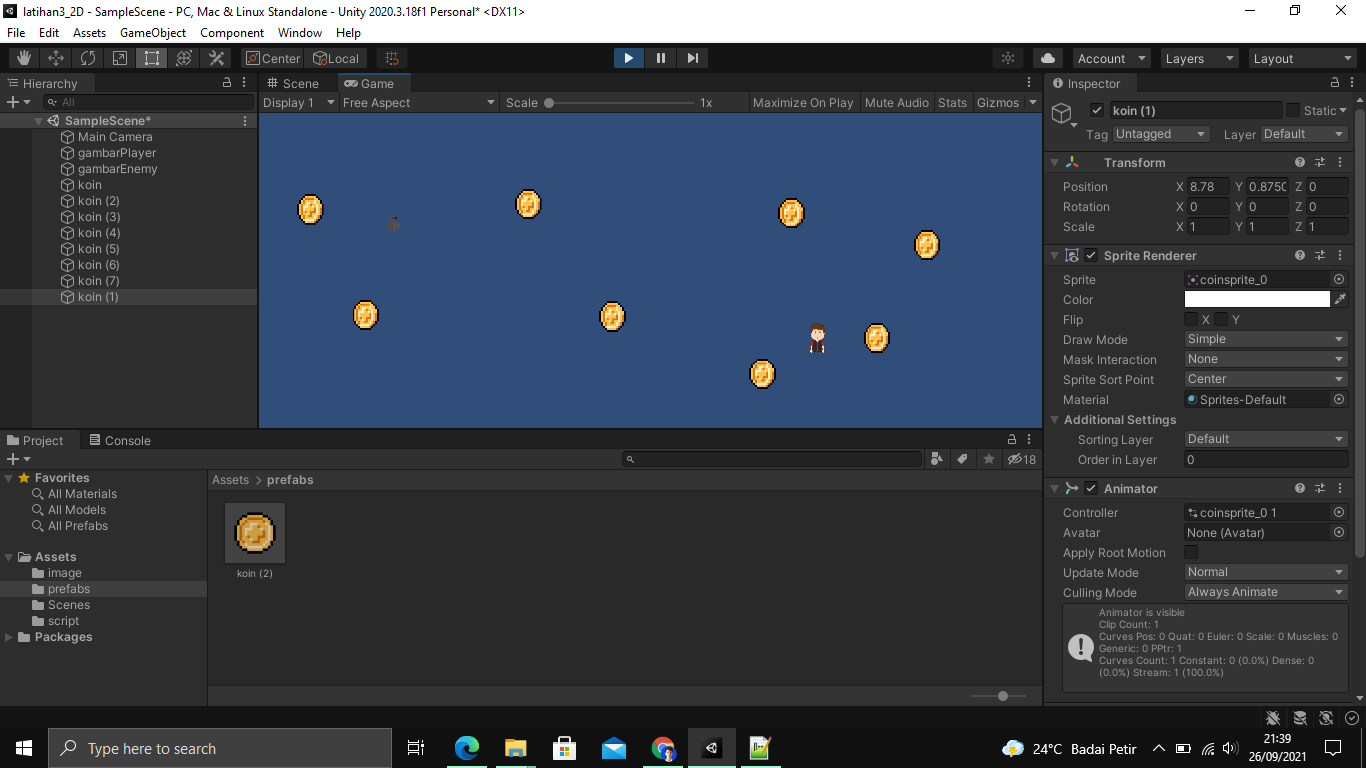 latihan3_2D - SampleScene - PC, Mac & Linux Standalone - Unity 2020.3.18f1 Personal* <DX11>
File Edit Assets GameObject Component Window Help
Center Local Account Layers Layout
Hierarchy
All
SampleScene*
Main Camera
gambarPlayer
gambarEnemy
koin
koin (2)
koin (3)
koin (4)
koin (5)
koin (6)
koin (7)
koin (1)
Scene Game
Display 1 Free Aspect Scale 1x Maximize On Play Mute Audio Stats Gizmos
Inspector
koin (1) Static
Tag Untagged Layer Default
Transform
Position X 8.78 Y 0.8750 Z 0
Rotation X 0 Y 0 Z 0
Scale X 1 Y 1 Z 1
Sprite Renderer
Sprite coinsprite_0
Color
Flip X Y
Draw Mode Simple
Mask Interaction None
Sprite Sort Point Center
Material Sprites-Default
Additional Settings
Sorting Layer Default
Order in Layer 0
Animator
Controller coinsprite_0 1
Avatar None (Avatar)
Apply Root Motion
Update Mode Normal
Culling Mode Always Animate
Animator is visible
Clip Count: 1
Curves Pos: 0 Quat: 0 Euler: 0 Scale: 0 Muscles: 0
Generic: 0 PPtr: 1
Curves Count: 1 Constant: 0 (0.0%) Dense: 0
(0.0%) Stream: 1 (100.0%)
Project Console
18
Favorites
All Materials
All Models
All Prefabs
Assets
image
prefabs
Scenes
script
Packages
Assets > prefabs
koin (2)
Type here to search
24°C Badai Petir
21:39
26/09/2021